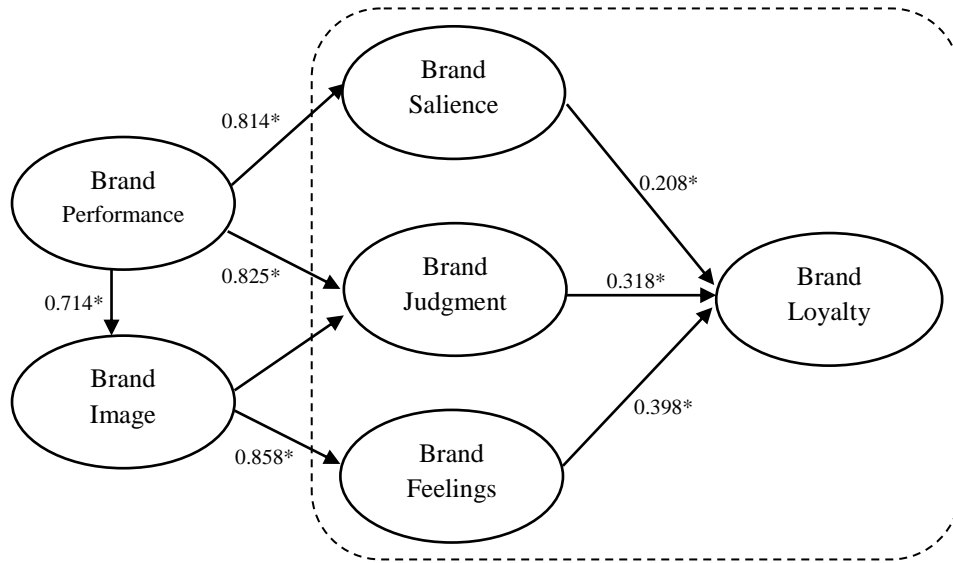 Brand
Salience
0.814*
Brand
Performance
0.208*
0.825*
Brand
Judgment
0.318*
Brand
Loyalty
0.714*
Brand
Image
0.398*
0.858*
Brand
Feelings